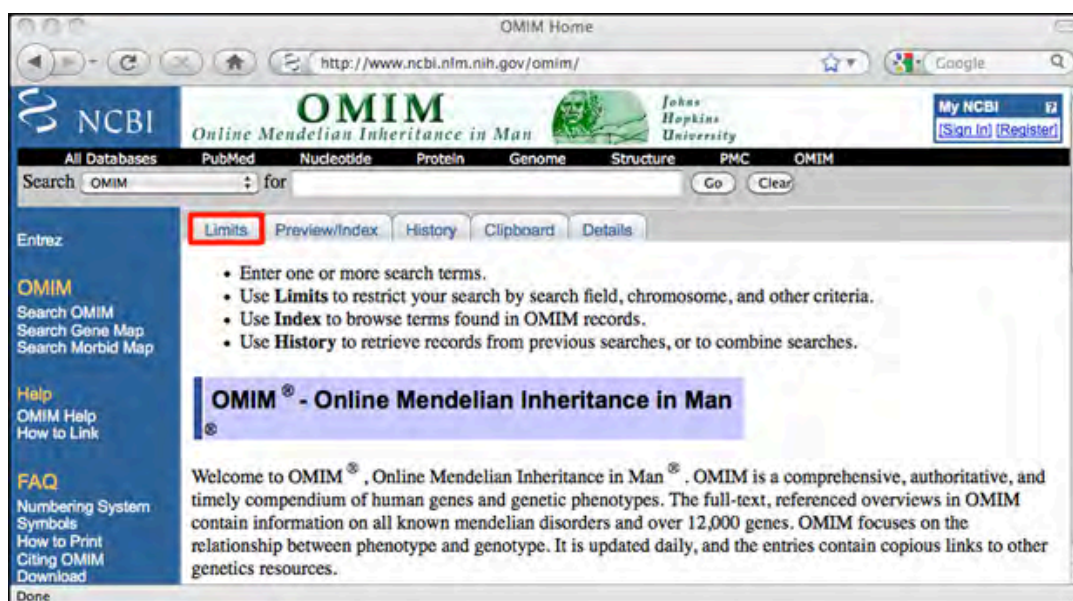 OMIM Home
http://www.ncbi.nlm.nih.gov/omim/
Google
NCBI
OMIM
Online Mendelian Inheritance in Man
Johns
Hopkins
University
My NCBI
[Sign In] [Register]
All Databases PubMed Nucleotide Protein Genome Structure PMC OMIM
Search OMIM for Go Clear
Limits Preview/Index History Clipboard Details
Entrez
OMIM
Search OMIM
Search Gene Map
Search Morbid Map
Help
OMIM Help
How to Link
FAQ
Numbering System
Symbols
How to Print
Citing OMIM
Download
• Enter one or more search terms.
• Use Limits to restrict your search by search field, chromosome, and other criteria.
• Use Index to browse terms found in OMIM records.
• Use History to retrieve records from previous searches, or to combine searches.
OMIM ® - Online Mendelian Inheritance in Man
®
Welcome to OMIM ® , Online Mendelian Inheritance in Man ® . OMIM is a comprehensive, authoritative, and
timely compendium of human genes and genetic phenotypes. The full-text, referenced overviews in OMIM
contain information on all known mendelian disorders and over 12,000 genes. OMIM focuses on the
relationship between phenotype and genotype. It is updated daily, and the entries contain copious links to other
genetics resources.
Done